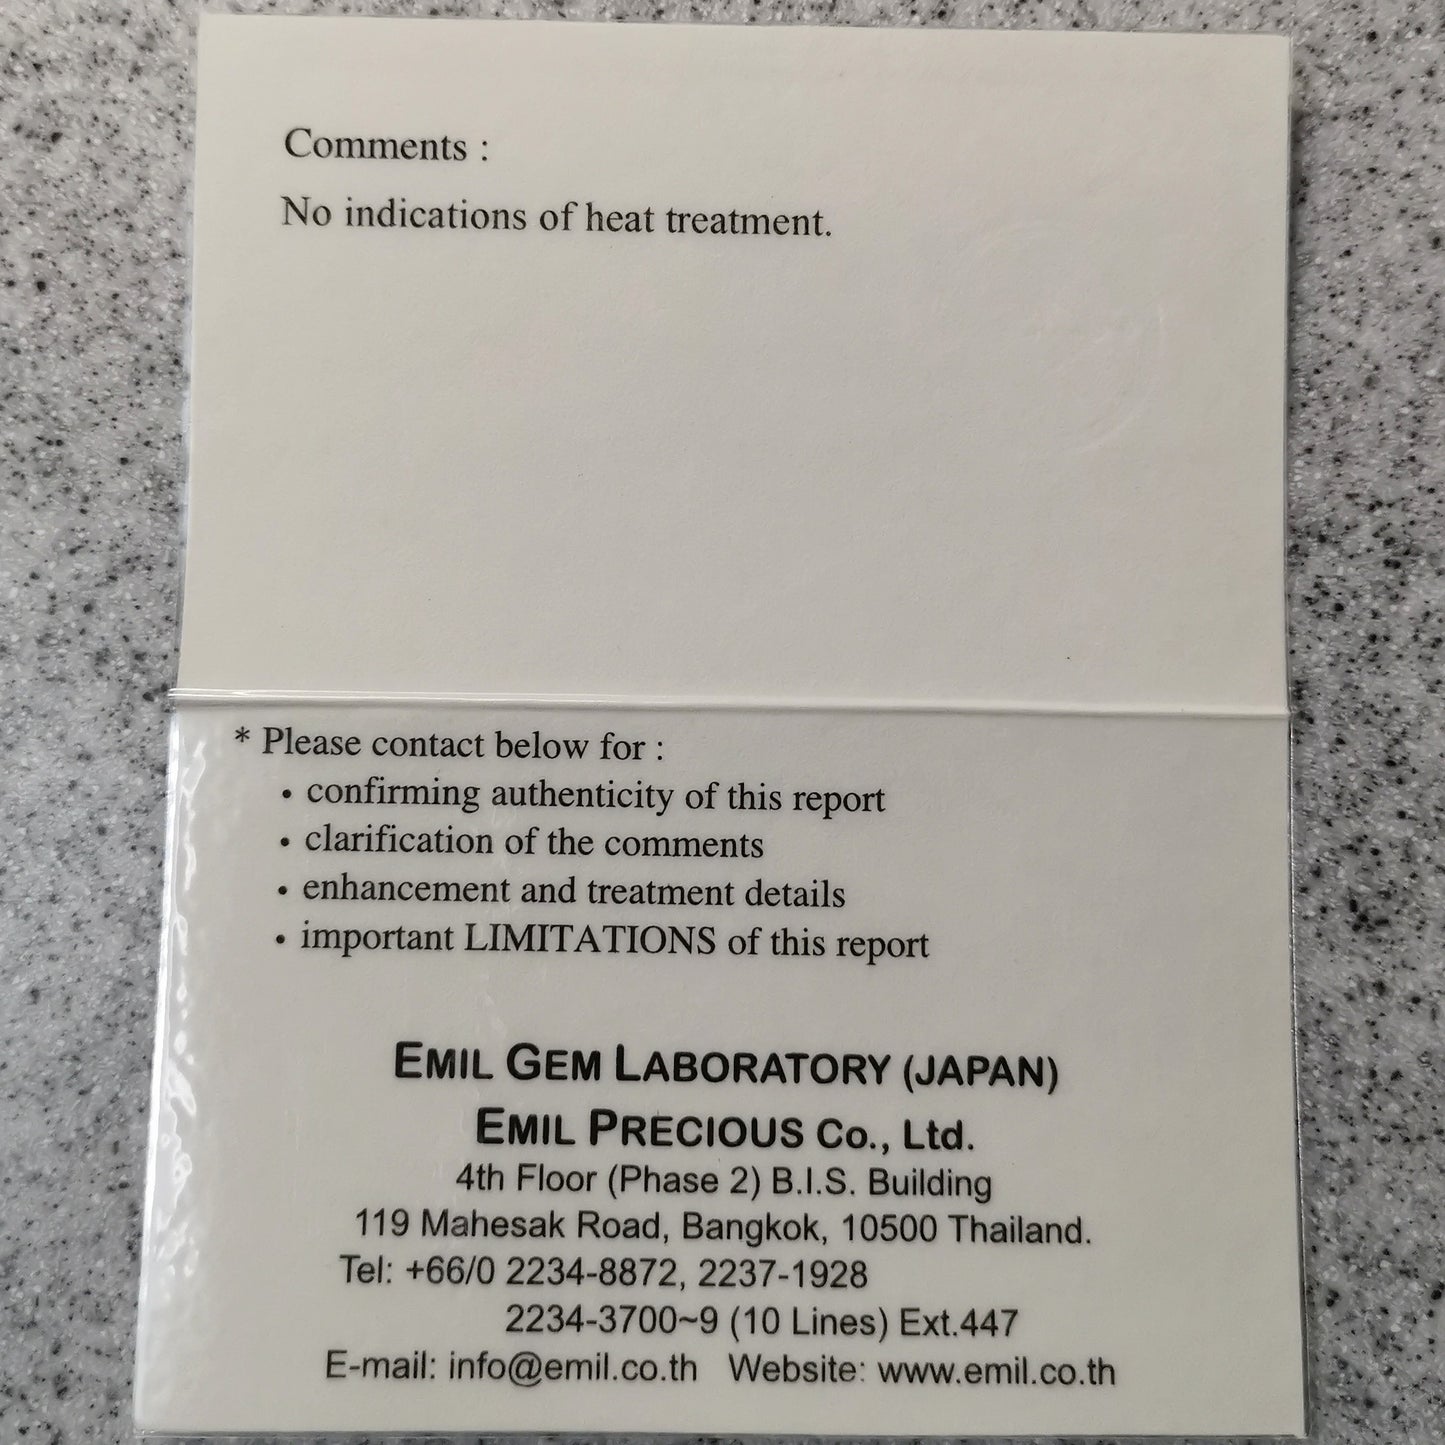 Comments :
No indications of heat treatment.
* Please contact below for :
• confirming authenticity of this report
• clarification of the comments
• enhancement and treatment details
• important LIMITATIONS of this report
EMIL GEM LABORATORY (JAPAN)
EMIL PRECIOUS Co., Ltd.
4th Floor (Phase 2) B.I.S. Building
119 Mahesak Road, Bangkok, 10500 Thailand.
Tel: +66/0 2234-8872, 2237-1928
2234-3700~9 (10 Lines) Ext.447
E-mail: info@emil.co.th Website: www.emil.co.th